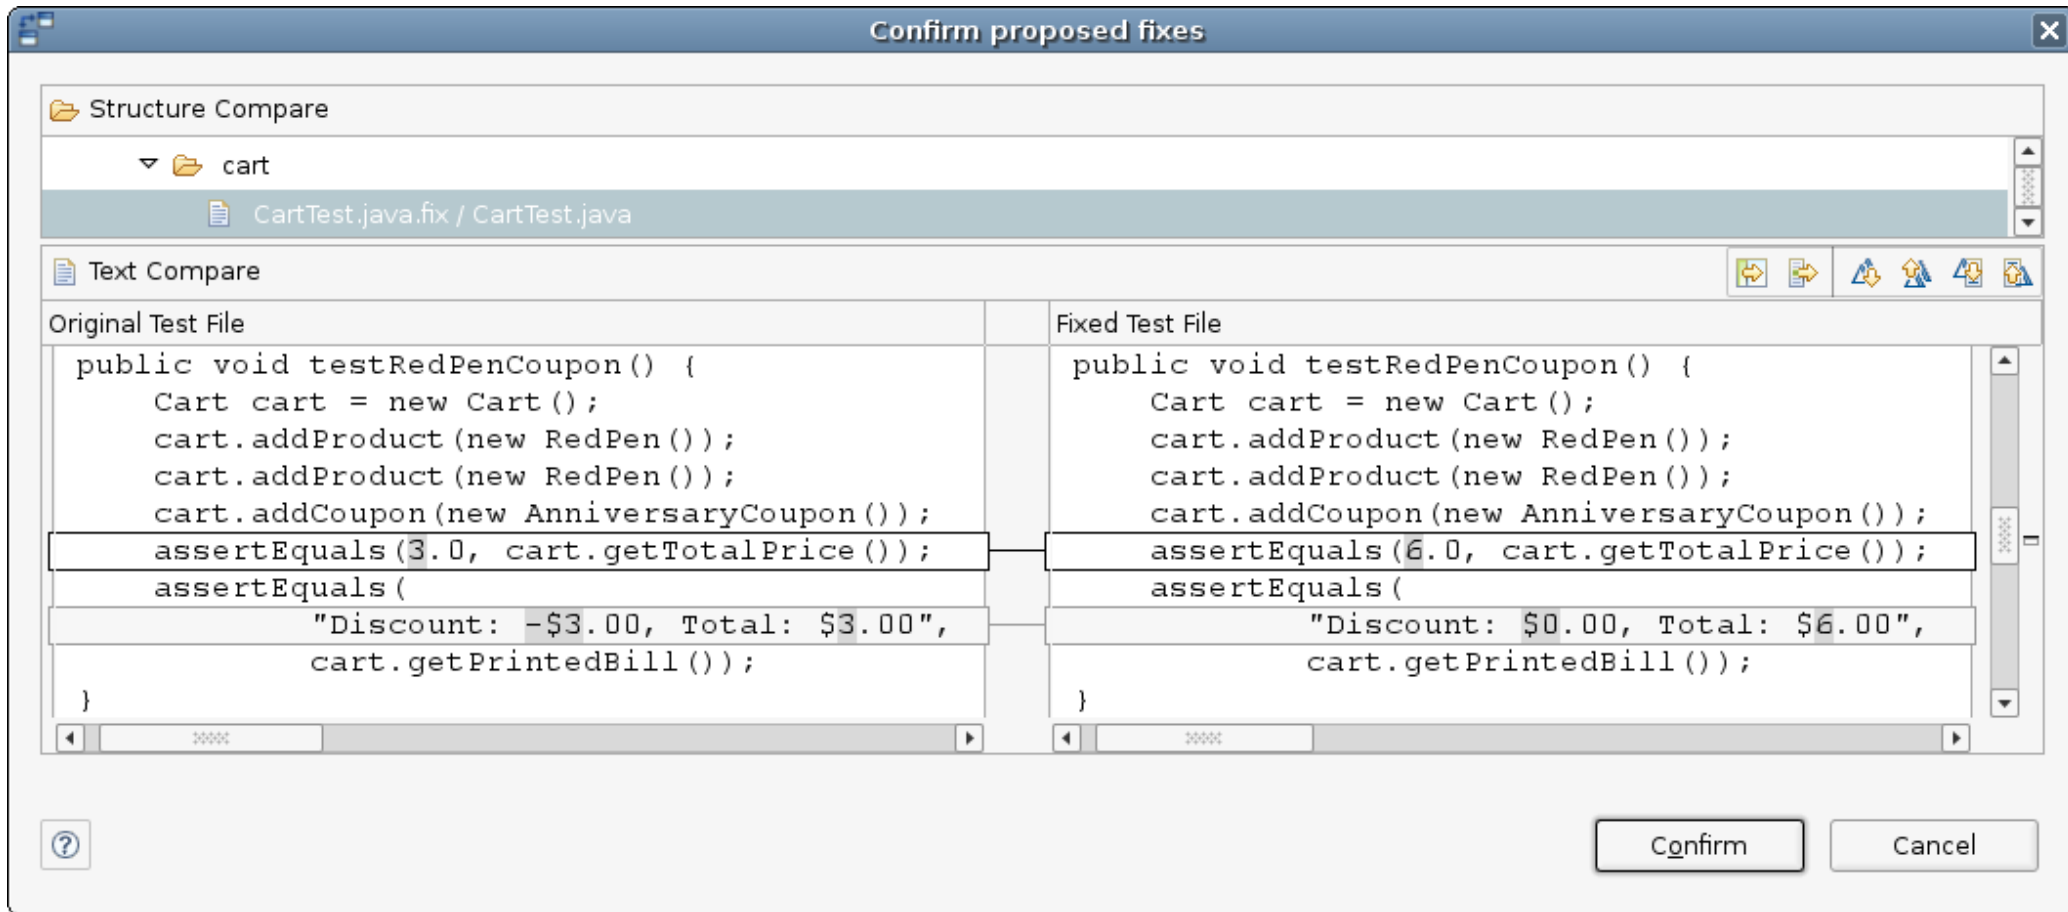 Confirm proposed fixes
Structure Compare
cart
CartTest.java.fix / CartTest.java
Text Compare
Original Test File
public void testRedPenCoupon() {
Cart cart = new Cart();
cart.addProduct(new RedPen());
cart.addProduct(new RedPen());
cart.addCoupon(new AnniversaryCoupon());
assertEquals(3.0, cart.getTotalPrice());
assertEquals(
"Discount: -$3.00, Total: $3.00",
cart.getPrintedBill());
}
Fixed Test File
public void testRedPenCoupon() {
Cart cart = new Cart();
cart.addProduct(new RedPen());
cart.addProduct(new RedPen());
cart.addCoupon(new AnniversaryCoupon());
assertEquals(6.0, cart.getTotalPrice());
assertEquals(
"Discount: $0.00, Total: $6.00",
cart.getPrintedBill());
}
?
Confirm
Cancel